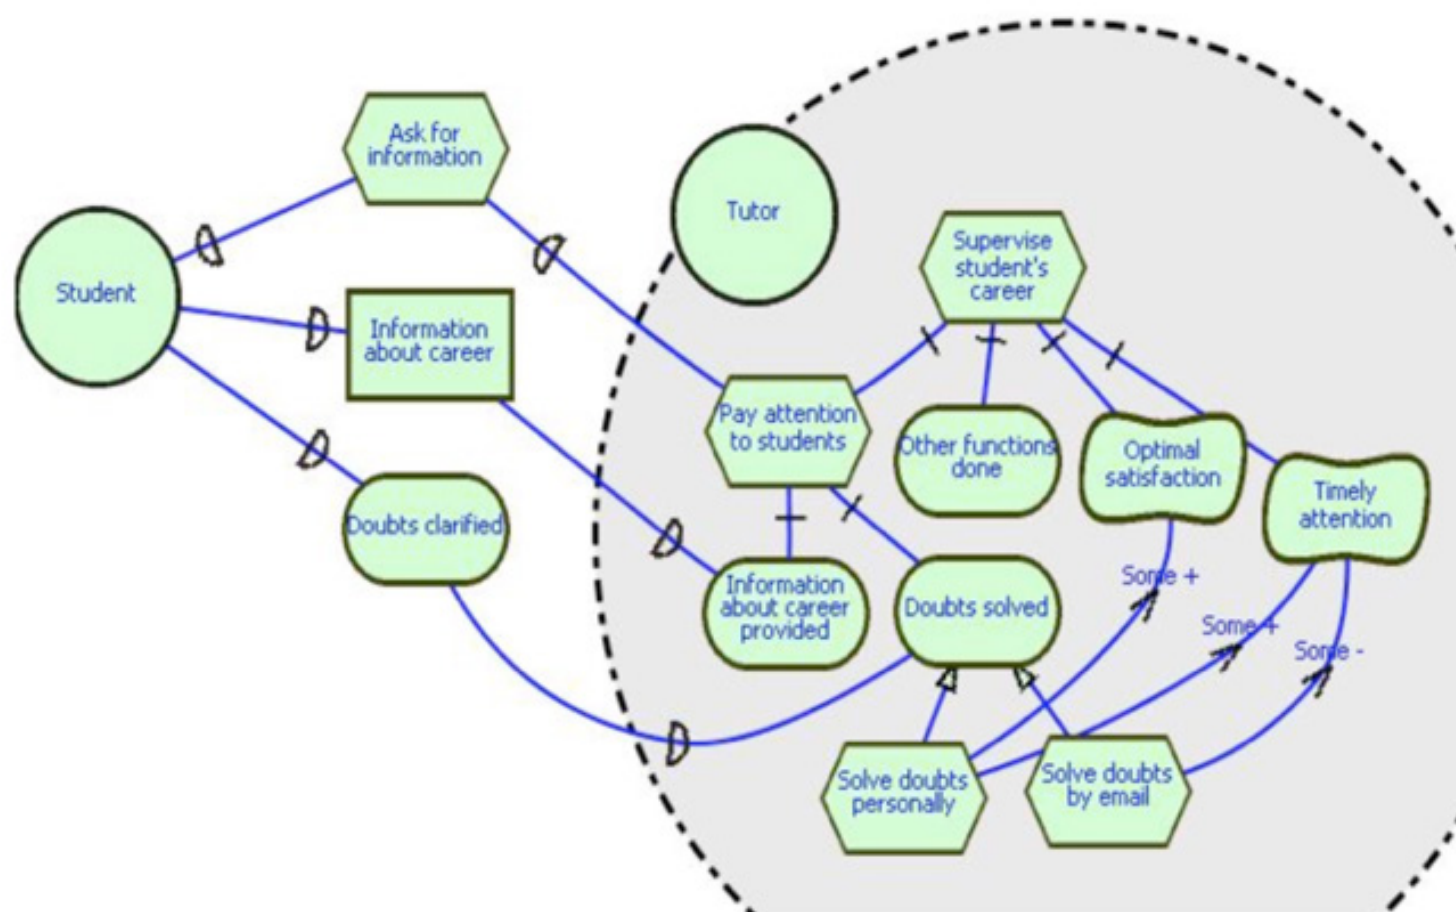 Ask for
information
Tutor
Supervise
student's
career
Student
Information
about career
Pay attention
to students
Other functions
done
Optimal
satisfaction
Timely
attention
Doubts clarified
Information
about career
provided
Doubts solved
Some +
Some +
Some -
Solve doubts
personally
Solve doubts
by email